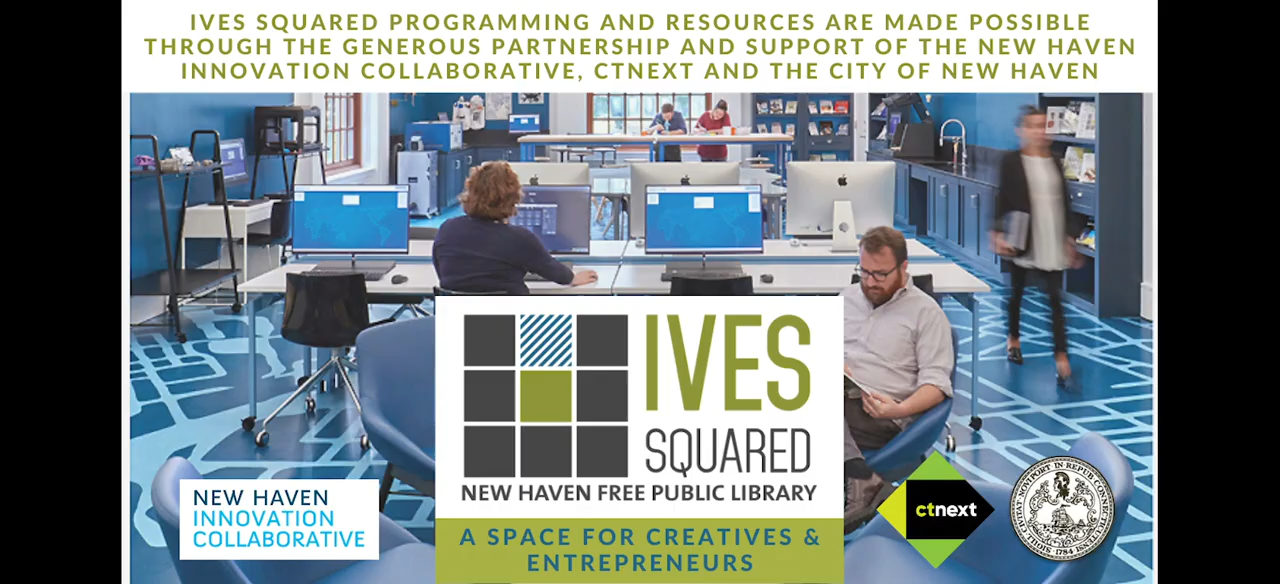 IVES SQUARED PROGRAMMING AND RESOURCES ARE MADE POSSIBLE
THROUGH THE GENEROUS PARTNERSHIP AND SUPPORT OF THE NEW HAVEN
INNOVATION COLLABORATIVE, CTNEXT AND THE CITY OF NEW HAVEN
IVES
SQUARED
NEW HAVEN FREE PUBLIC LIBRARY
A SPACE FOR CREATIVES &
ENTREPRENEURS
NEW HAVEN
INNOVATION
COLLABORATIVE
ctnext
1784